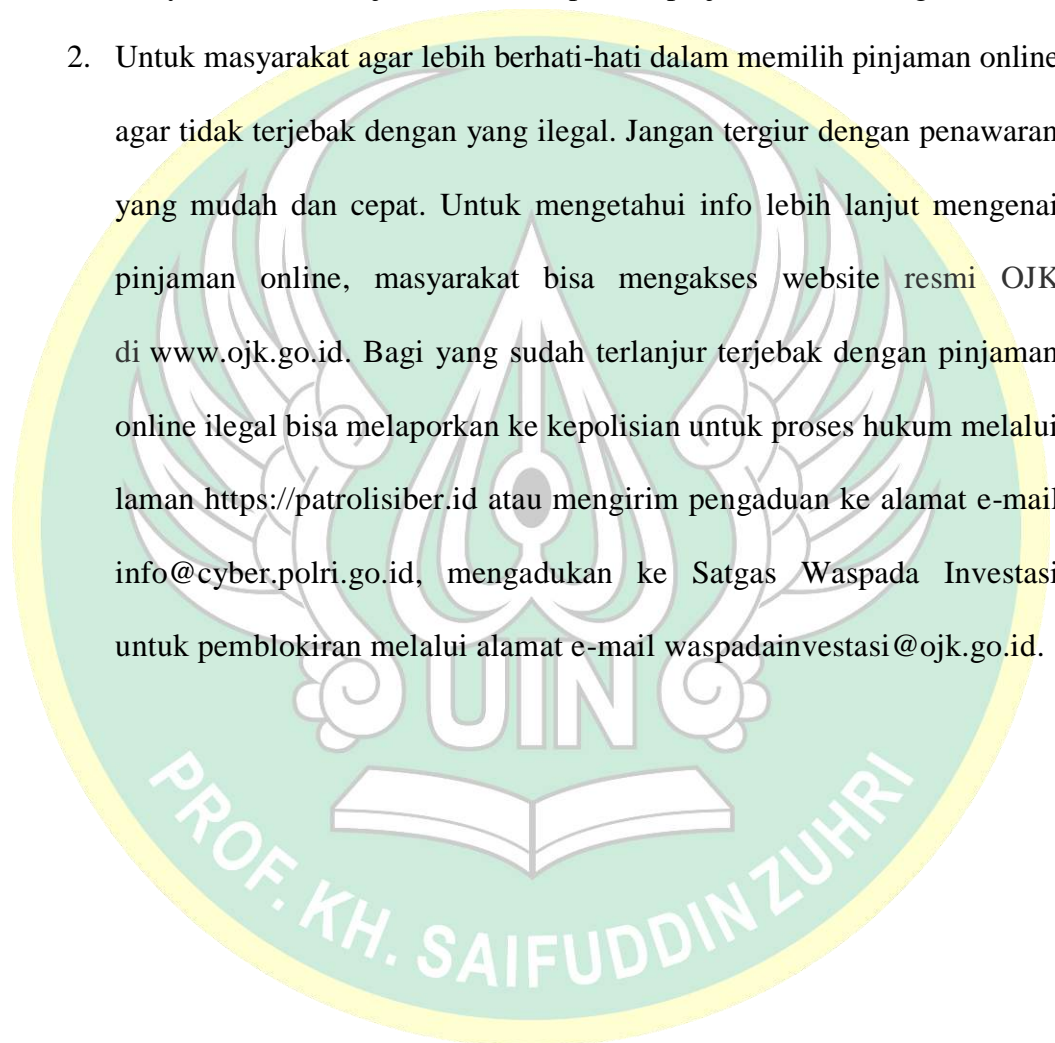 2. Untuk masyarakat agar lebih berhati-hati dalam memilih pinjaman online
agar tidak terjebak dengan yang ilegal. Jangan tergiur dengan penawaran
yang mudah dan cepat. Untuk mengetahui info lebih lanjut mengenai
pinjaman online, masyarakat bisa mengakses website resmi OJK
di www.ojk.go.id. Bagi yang sudah terlanjur terjebak dengan pinjaman
online ilegal bisa melaporkan ke kepolisian untuk proses hukum melalui
laman https://patrolisiber.id atau mengirim pengaduan ke alamat e-mail
info@cyber.polri.go.id, mengadukan ke Satgas Waspada Investasi
untuk pemblokiran melalui alamat e-mail waspadainvestasi@ojk.go.id.
UIN
PROF. KH. SAIFUDDIN ZUHRI